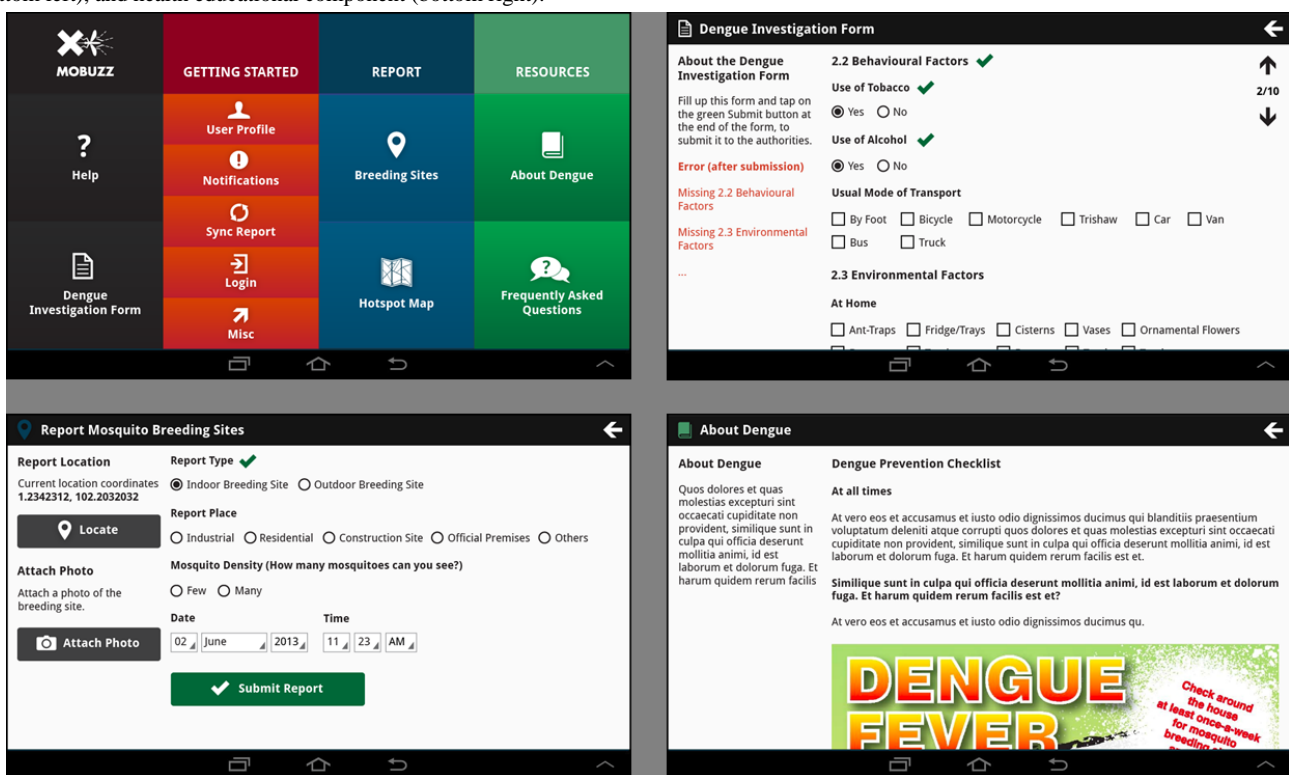 tom left), and health educational component (bottom right).
MOBUZZ
GETTING STARTED
REPORT
RESOURCES
?
Help
User Profile
Notifications
Sync Report
Login
Misc
Breeding Sites
About Dengue
Dengue
Investigation Form
Hotspot Map
Frequently Asked
Questions
Dengue Investigation Form
About the Dengue
Investigation Form
Fill up this form and tap on
the green Submit button at
the end of the form, to
submit it to the authorities.
Error (after submission)
Missing 2.2 Behavioural
Factors
Missing 2.3 Environmental
Factors
...
2.2 Behavioural Factors
Use of Tobacco
Yes No
Use of Alcohol
Yes No
Usual Mode of Transport
By Foot Bicycle Motorcycle Trishaw Car Van
Bus Truck
2.3 Environmental Factors
At Home
Ant-Traps Fridge/Trays Cisterns Vases Ornamental Flowers
2/10
Report Mosquito Breeding Sites
Report Location
Current location coordinates
1.2342312, 102.2032032
Locate
Attach Photo
Attach a photo of the
breeding site.
Attach Photo
Report Type
Indoor Breeding Site Outdoor Breeding Site
Report Place
Industrial Residential Construction Site Official Premises Others
Mosquito Density (How many mosquitoes can you see?)
Few Many
Date Time
02 June 2013 11 23 AM
Submit Report
About Dengue
About Dengue
Quos dolores et quas
molestias excepturi sint
occaecati cupiditate non
provident, similique sunt in
culpa qui officia deserunt
mollitia animi, id est
laborum et dolorum fuga. Et
harum quidem rerum facilis
Dengue Prevention Checklist
At all times
At vero eos et accusamus et iusto odio dignissimos ducimus qui blanditiis praesentium
voluptatum deleniti atque corrupti quos dolores et quas molestias excepturi sint occaecati
cupiditate non provident, similique sunt in culpa qui officia deserunt mollitia animi, id est
laborum et dolorum fuga. Et harum quidem rerum facilis est et.
Similique sunt in culpa qui officia deserunt mollitia animi, id est laborum et dolorum
fuga. Et harum quidem rerum facilis est et?
At vero eos et accusamus et iusto odio dignissimos ducimus qu.
DENGUE
FEVER
Check around
the house
at least once-a-week
for mosquito
breeding